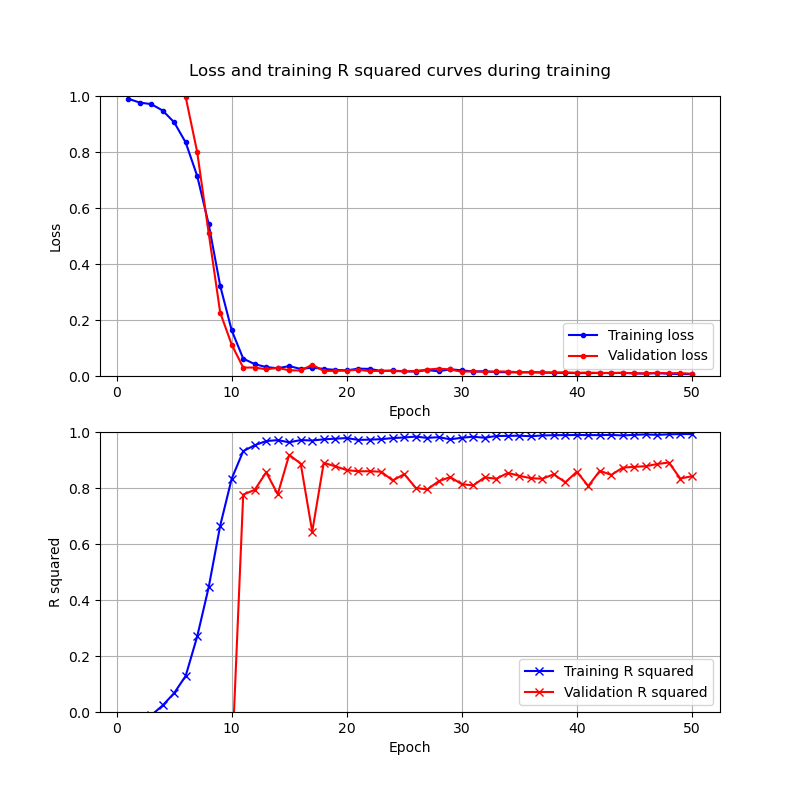 Loss and training R squared curves during training
1.0
0.8
0.6
0.4
0.2
0.0
Loss
0 10 20 30 40 50
Epoch
Training loss
Validation loss
1.0
0.8
0.6
0.4
0.2
0.0
R squared
0 10 20 30 40 50
Epoch
Training R squared
Validation R squared